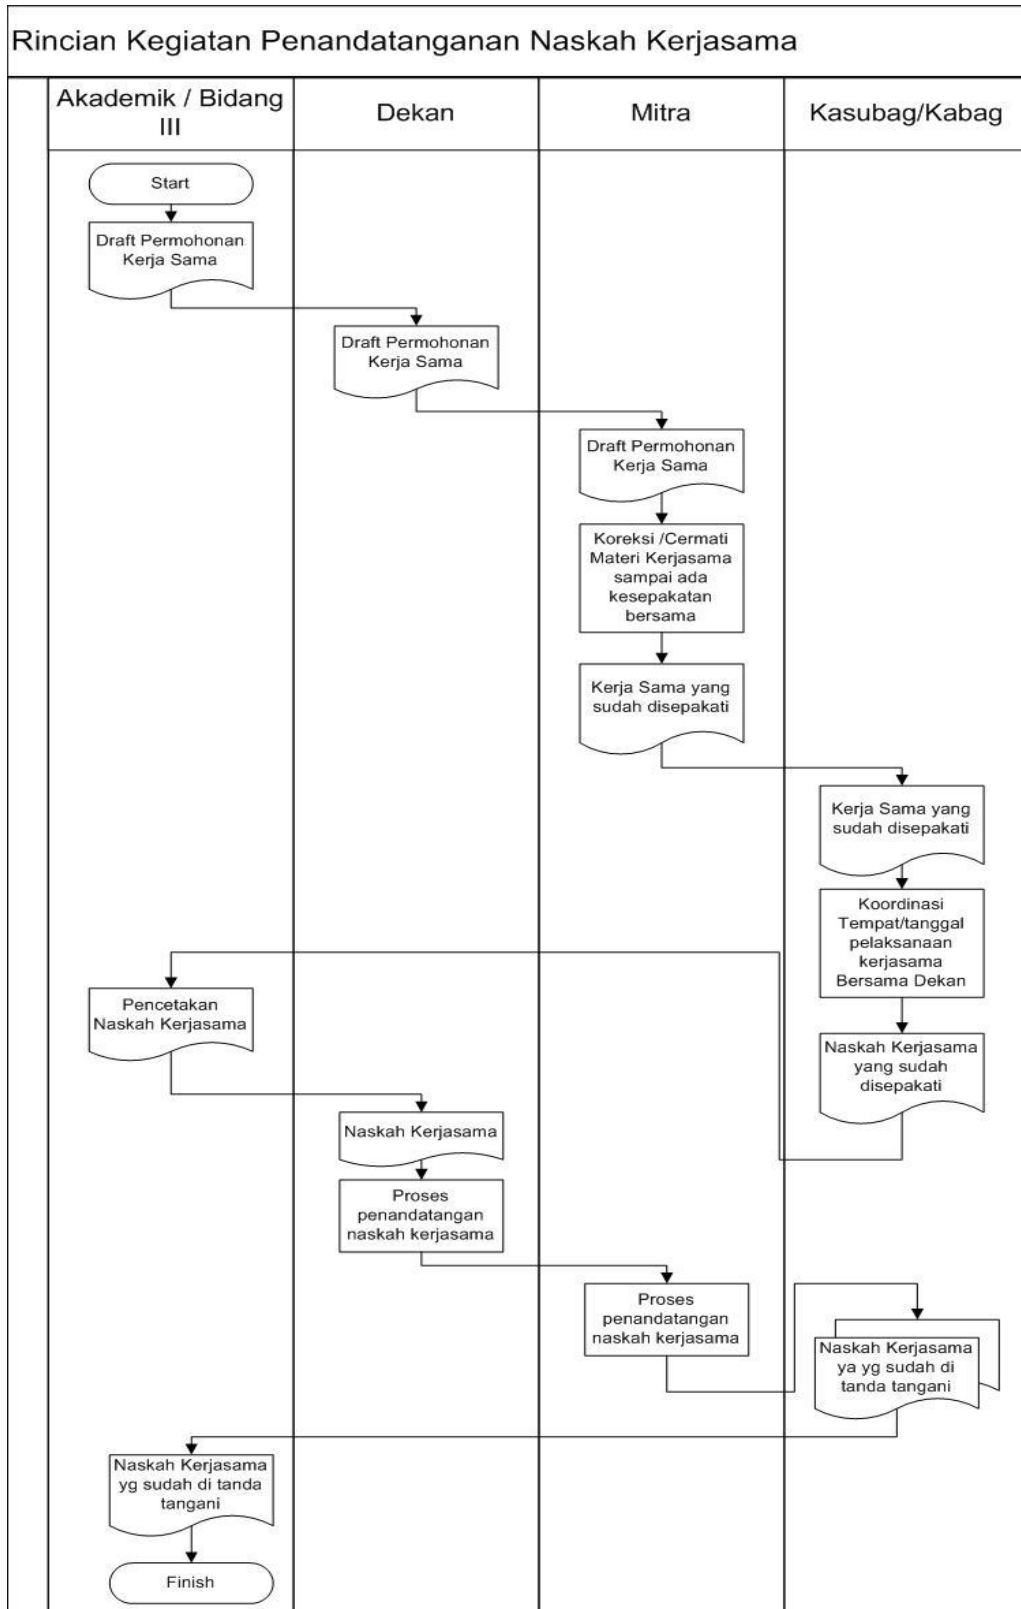 Rincian Kegiatan Penandatanganan Naskah Kerjasama
Akademik / Bidang
III
Dekan
Mitra
Kasubag/Kabag
Start
Draft Permohonan
Kerja Sama
Draft Permohonan
Kerja Sama
Draft Permohonan
Kerja Sama
Koreksi /Cermati
Materi Kerjasama
sampai ada
kesepakatan
bersama
Kerja Sama yang
sudah disepakati
Kerja Sama yang
sudah disepakati
Koordinasi
Tempat/tanggal
pelaksanaan
kerjasama
Bersama Dekan
Naskah Kerjasama
yang sudah
disepakati
Pencetakan
Naskah Kerjasama
Naskah Kerjasama
Proses
penandatangan
naskah kerjasama
Proses
penandatangan
naskah kerjasama
Naskah Kerjasama
ya yg sudah di
tanda tangani
Naskah Kerjasama
yg sudah di tanda
tangani
Finish